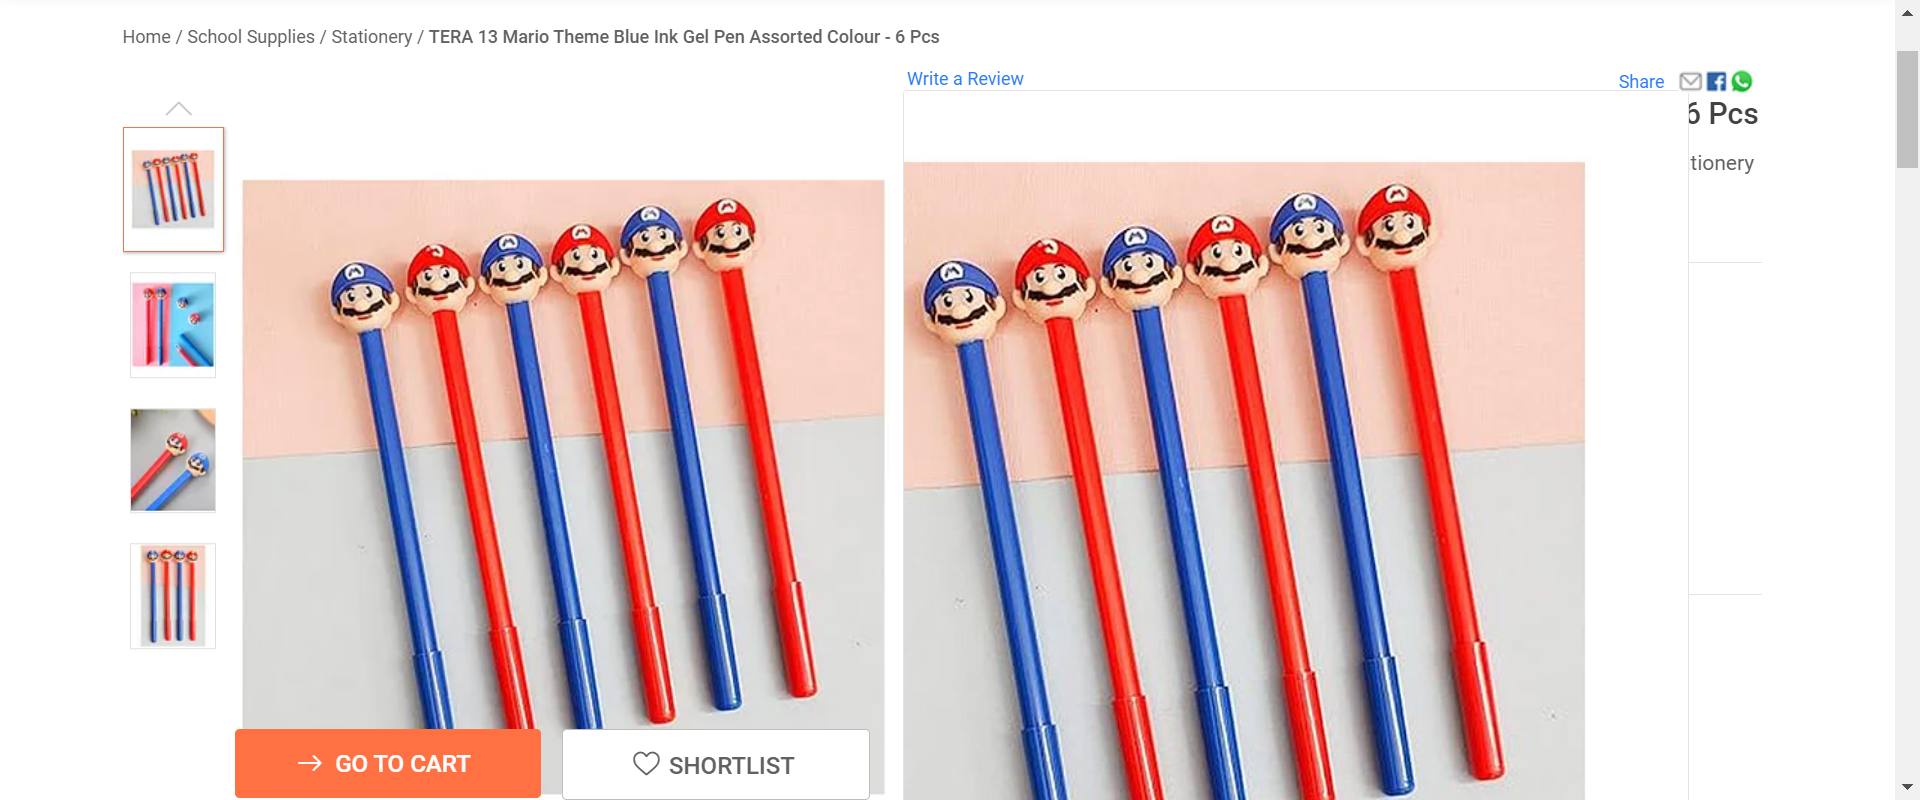 Home / School Supplies / Stationery / TERA 13 Mario Theme Blue Ink Gel Pen Assorted Colour - 6 Pcs
Write a Review
Share
6 Pcs
tionery
GO TO CART
SHORTLIST